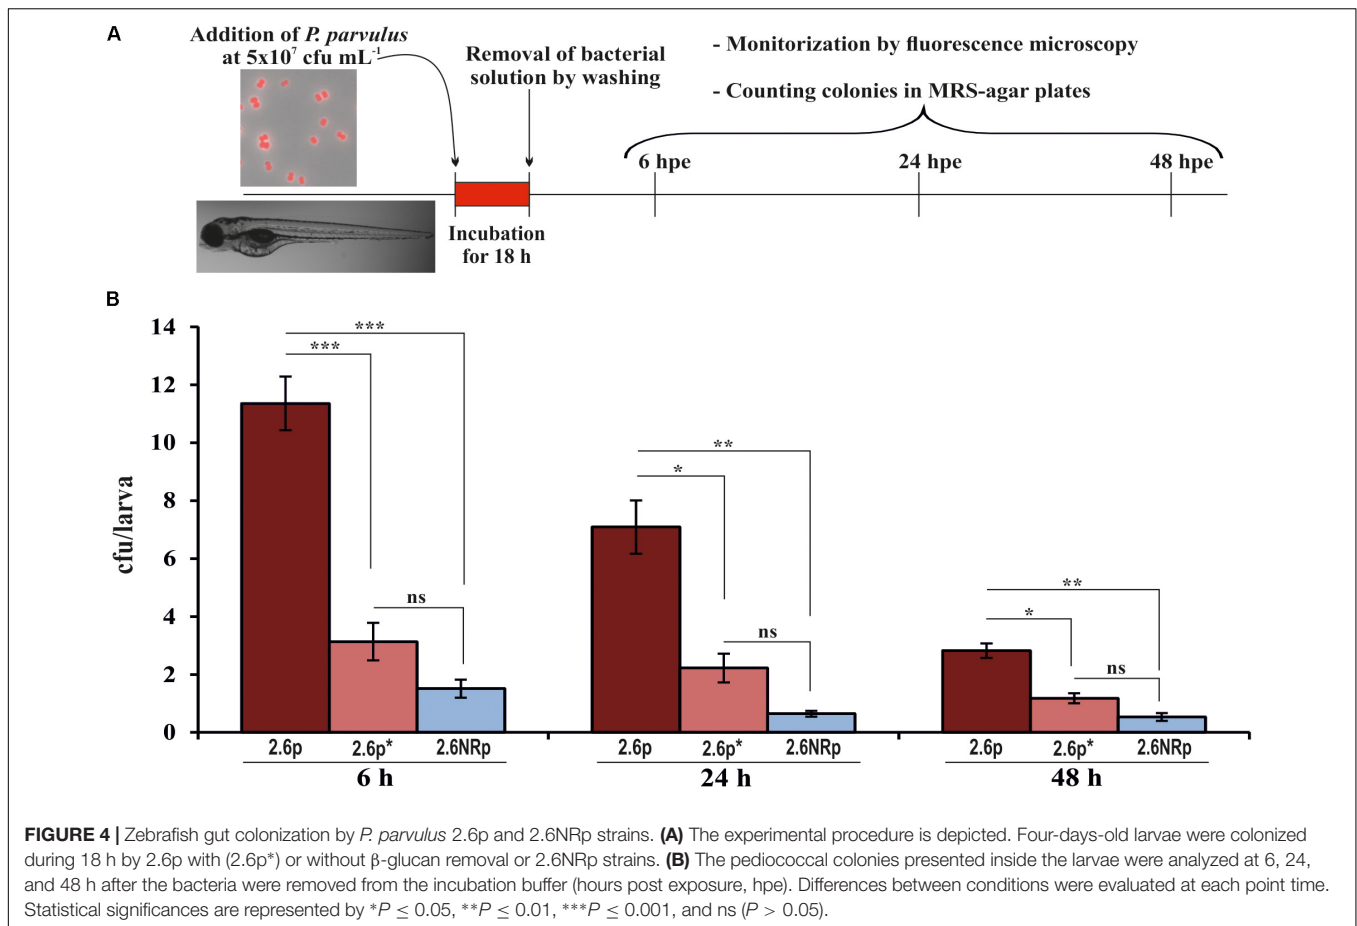 A
Addition of P. parvulus
at 5x10⁷ cfu mL⁻¹
Removal of bacterial
solution by washing
- Monitorization by fluorescence microscopy
- Counting colonies in MRS-agar plates
6 hpe
24 hpe
48 hpe
Incubation
for 18 h
B
cfu/larva
14
12
10
8
6
4
2
0
***
***
ns
**
*
ns
**
*
ns
2.6p 2.6p* 2.6NRp
2.6p 2.6p* 2.6NRp
2.6p 2.6p* 2.6NRp
6 h
24 h
48 h
FIGURE 4 | Zebrafish gut colonization by P. parvulus 2.6p and 2.6NRp strains. (A) The experimental procedure is depicted. Four-days-old larvae were colonized
during 18 h by 2.6p with (2.6p*) or without β-glucan removal or 2.6NRp strains. (B) The pediococcal colonies presented inside the larvae were analyzed at 6, 24,
and 48 h after the bacteria were removed from the incubation buffer (hours post exposure, hpe). Differences between conditions were evaluated at each point time.
Statistical significances are represented by *P ≤ 0.05, **P ≤ 0.01, ***P ≤ 0.001, and ns (P > 0.05).